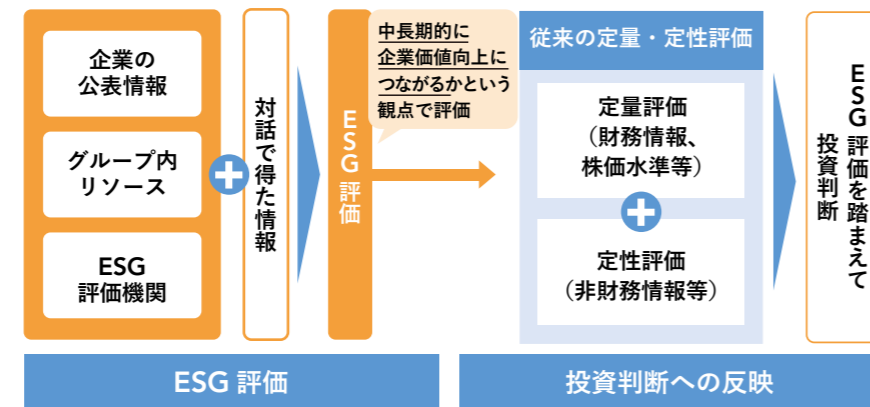 企業の
公表情報
グループ内
リソース
ESG
評価機関
対話で得た情報
ESG評価
中長期的に
企業価値向上に
つながるかという
観点で評価
従来の定量・定性評価
定量評価
（財務情報、
株価水準等）
定性評価
（非財務情報等）
ESG評価を踏まえて
投資判断
ESG 評価
投資判断への反映